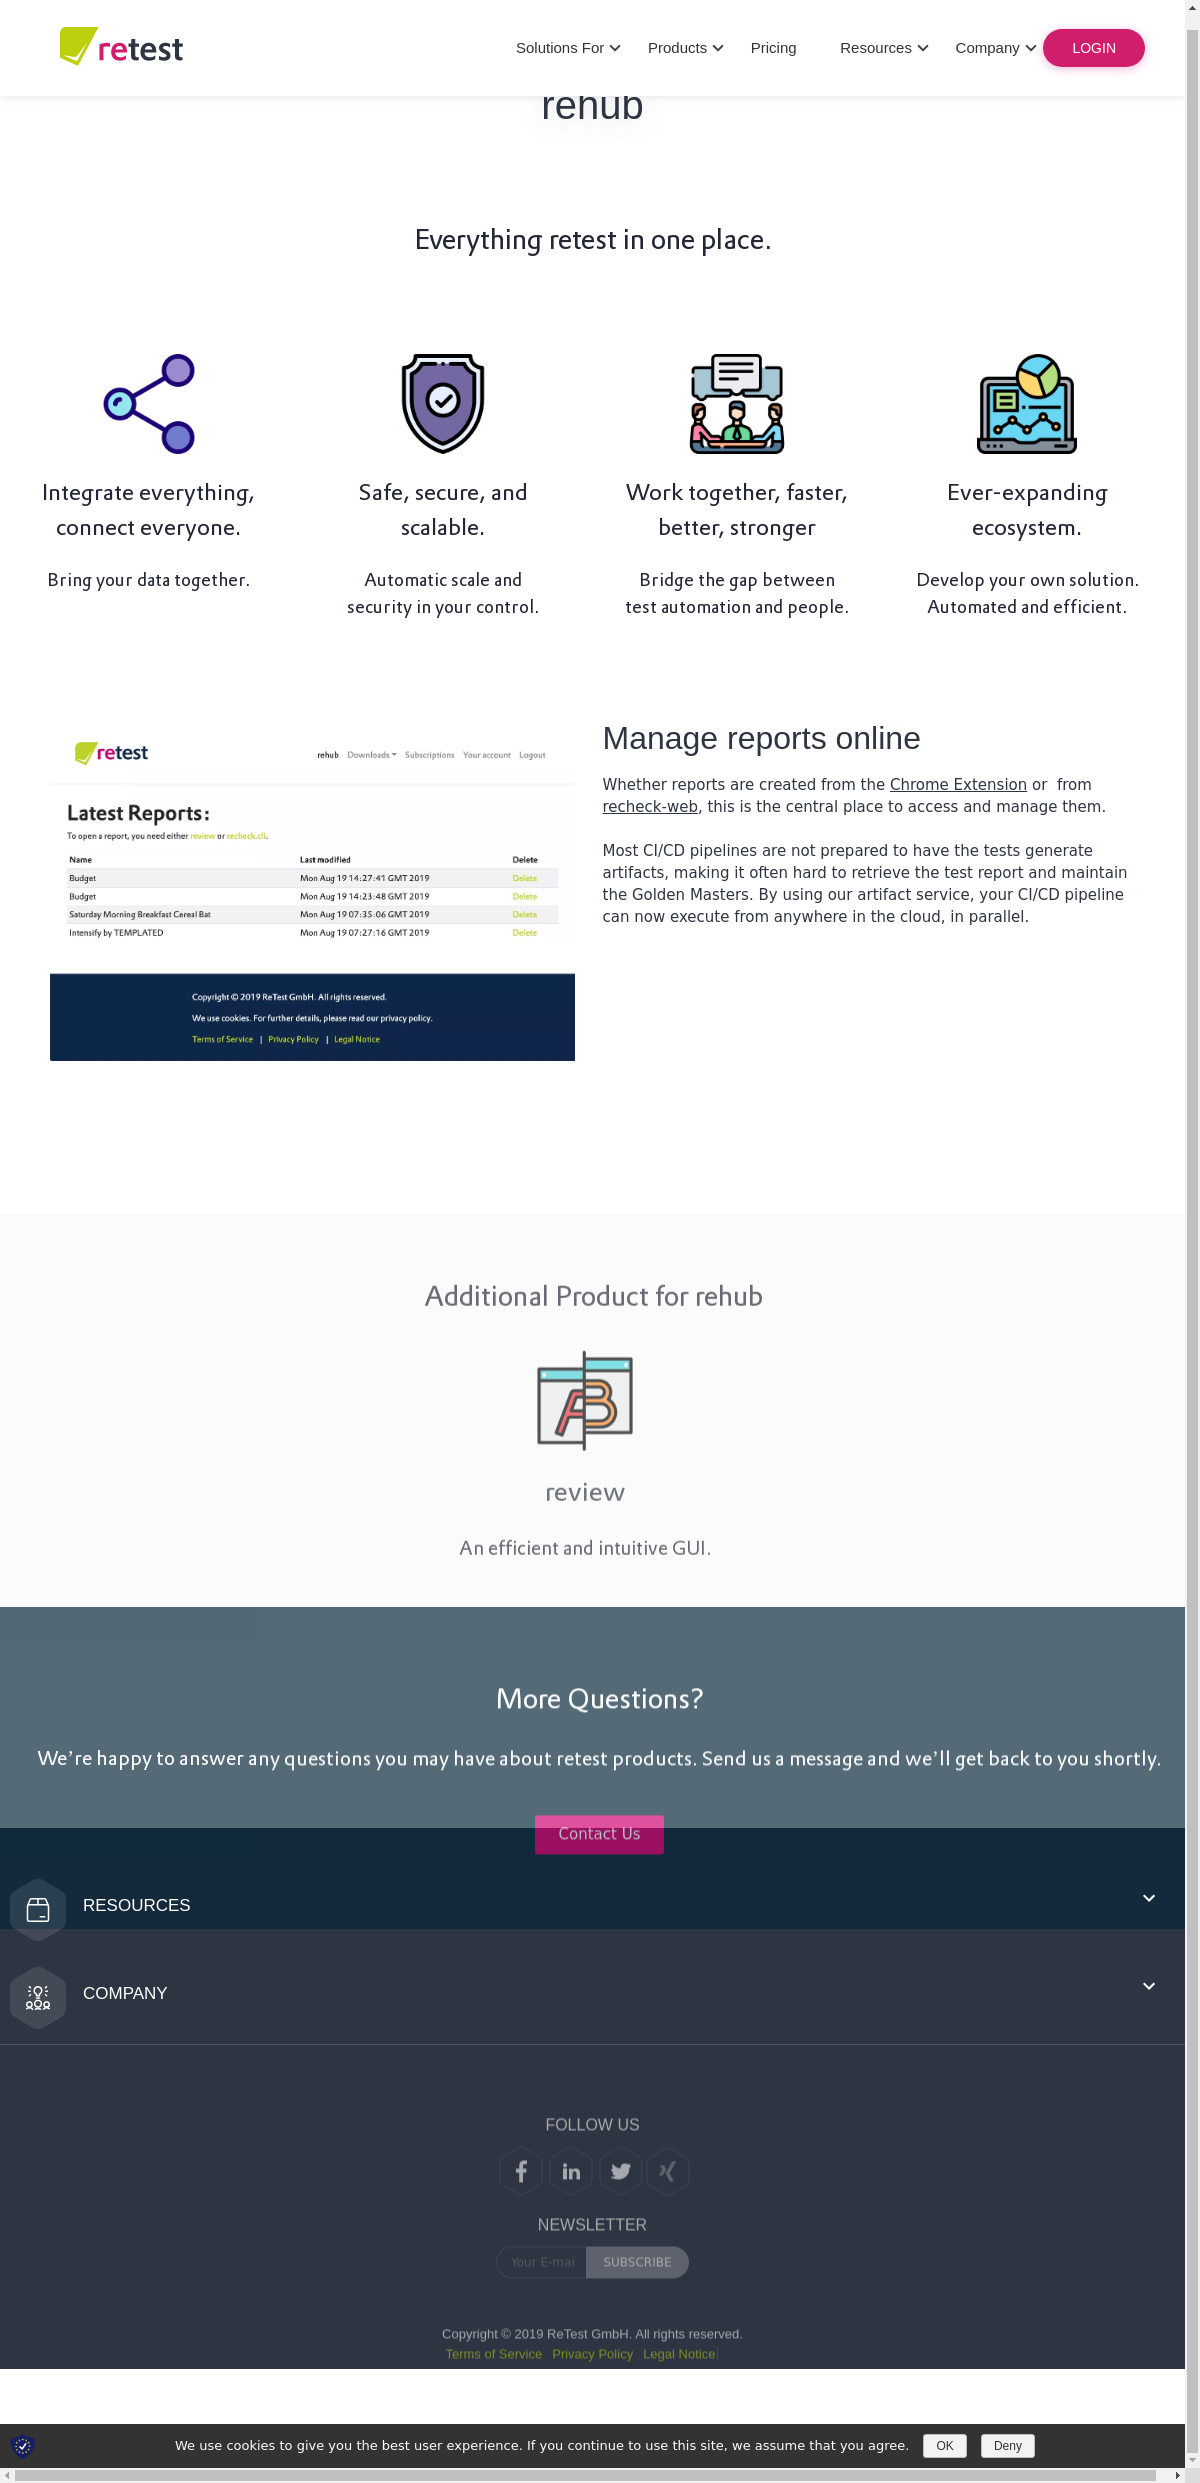 retest
Solutions For Products Pricing Resources Company LOGIN
rehub
Everything retest in one place.
Integrate everything,
connect everyone.
Bring your data together.
Safe, secure, and
scalable.
Automatic scale and
security in your control.
Work together, faster,
better, stronger
Bridge the gap between
test automation and people.
Ever-expanding
ecosystem.
Develop your own solution.
Automated and efficient.
retest
rehub Downloads Subscriptions Your account Logout
Latest Reports:
To open a report, you need either review or recheck.cli.
Name Last modified Delete
Budget Mon Aug 19 14:27:41 GMT 2019 Delete
Budget Mon Aug 19 14:23:48 GMT 2019 Delete
Saturday Morning Breakfast Cereal Bat Mon Aug 19 07:35:06 GMT 2019 Delete
Intensify by TEMPLATED Mon Aug 19 07:27:16 GMT 2019 Delete
Copyright © 2019 ReTest GmbH. All rights reserved.
We use cookies. For further details, please read our privacy policy.
Terms of Service | Privacy Policy | Legal Notice
Manage reports online
Whether reports are created from the Chrome Extension or from
recheck-web, this is the central place to access and manage them.
Most CI/CD pipelines are not prepared to have the tests generate
artifacts, making it often hard to retrieve the test report and maintain
the Golden Masters. By using our artifact service, your CI/CD pipeline
can now execute from anywhere in the cloud, in parallel.
Additional Product for rehub
AB
review
An efficient and intuitive GUI.
More Questions?
We’re happy to answer any questions you may have about retest products. Send us a message and we’ll get back to you shortly.
Contact Us
RESOURCES
COMPANY
FOLLOW US
NEWSLETTER
Your E-mai SUBSCRIBE
Copyright © 2019 ReTest GmbH. All rights reserved.
Terms of Service Privacy Policy Legal Notice
We use cookies to give you the best user experience. If you continue to use this site, we assume that you agree. OK Deny